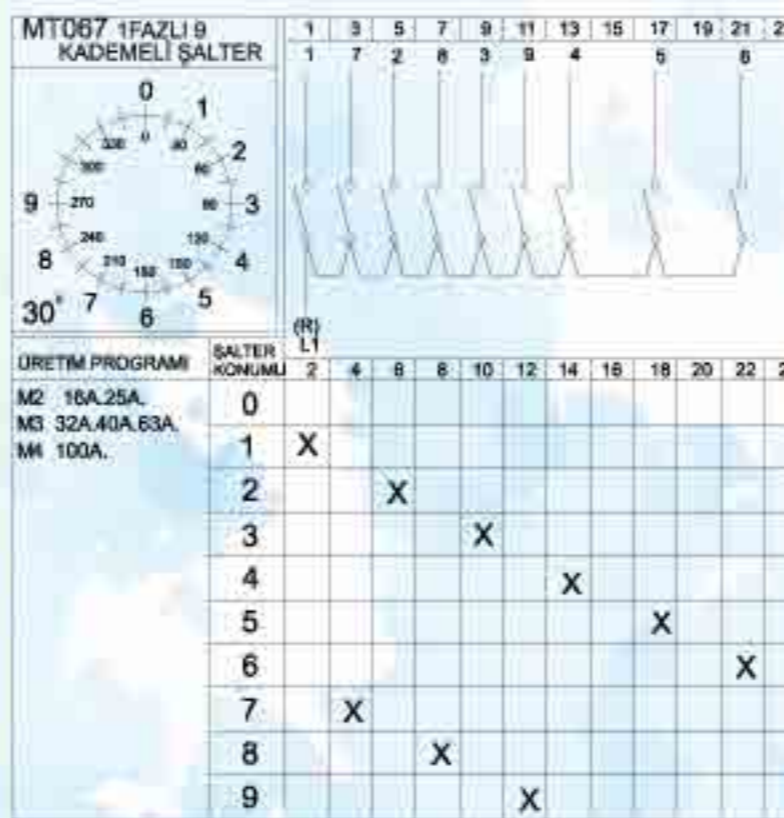 MT067 1FAZLI 9
KADEMELİ ŞALTER
1 3 5 7 9 11 13 15 17 19 21
1 7 2 8 3 9 4 5 6
0
1
2
3
4
5
6
7
8
9
0
60
90
150
210
240
270
300
330
30°
(R)
L1
ÜRETİM PROGRAMI
ŞALTER
KONUMU
2 4 6 8 10 12 14 16 18 20 22
M2 16A.25A.
M3 32A.40A.63A.
M4 100A.
0
1 X
2 X
3 X
4 X
5 X
6 X
7 X
8 X
9 X